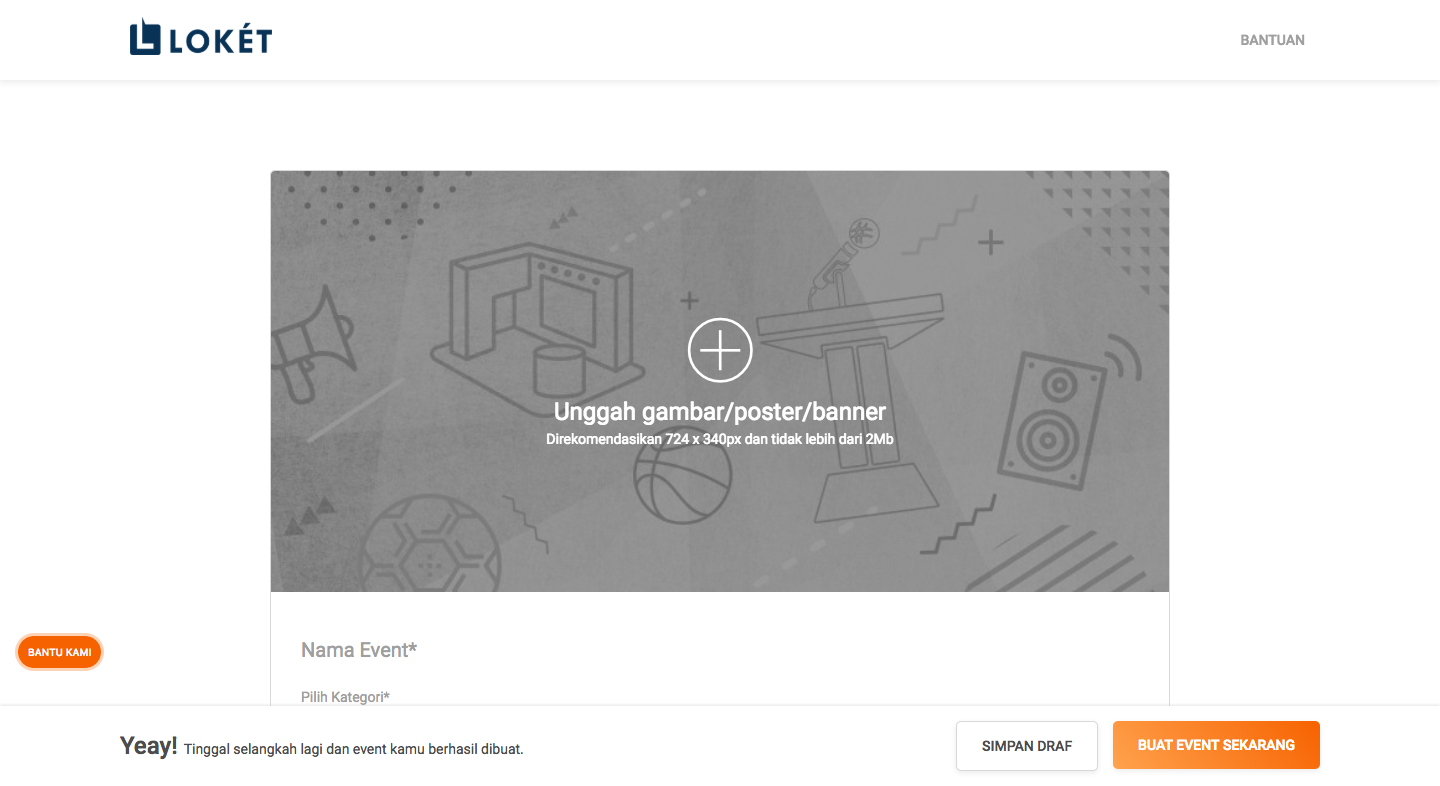 LOKÉT
BANTUAN
Unggah gambar/poster/banner
Direkomendasikan 724 x 340px dan tidak lebih dari 2Mb
Nama Event*
BANTU KAMI
Pilih Kategori*
Yeay! Tinggal selangkah lagi dan event kamu berhasil dibuat.
SIMPAN DRAF
BUAT EVENT SEKARANG